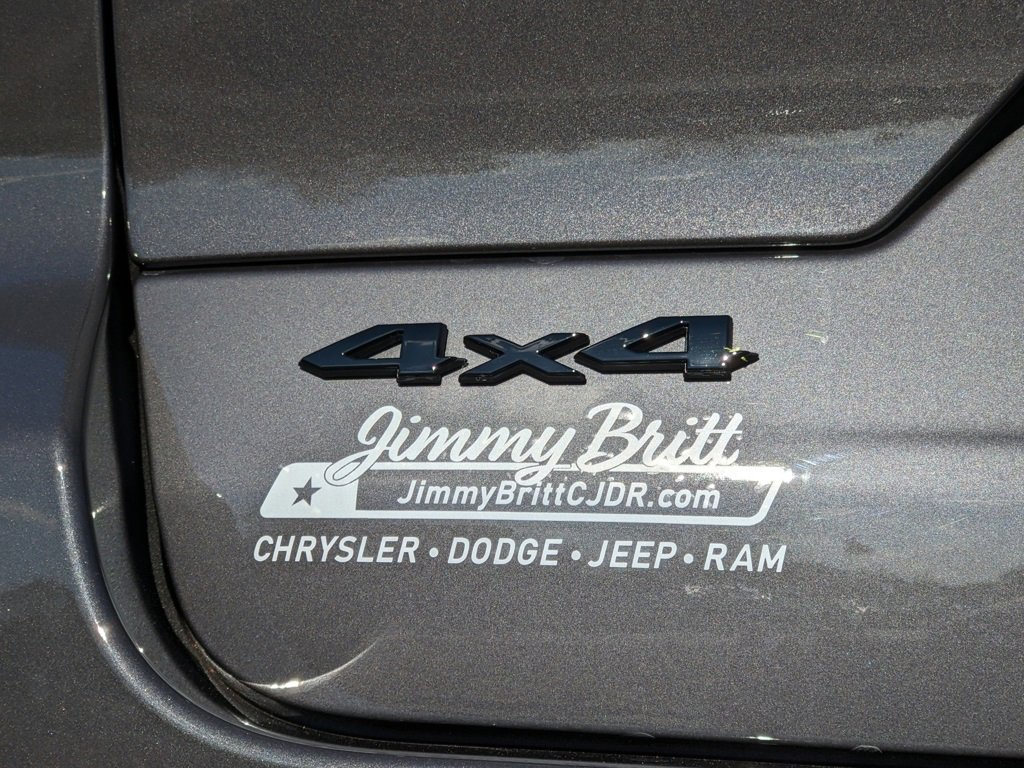 4x4
Jimmy Britt
JimmyBrittCJDR.com
CHRYSLER • DODGE • JEEP • RAM